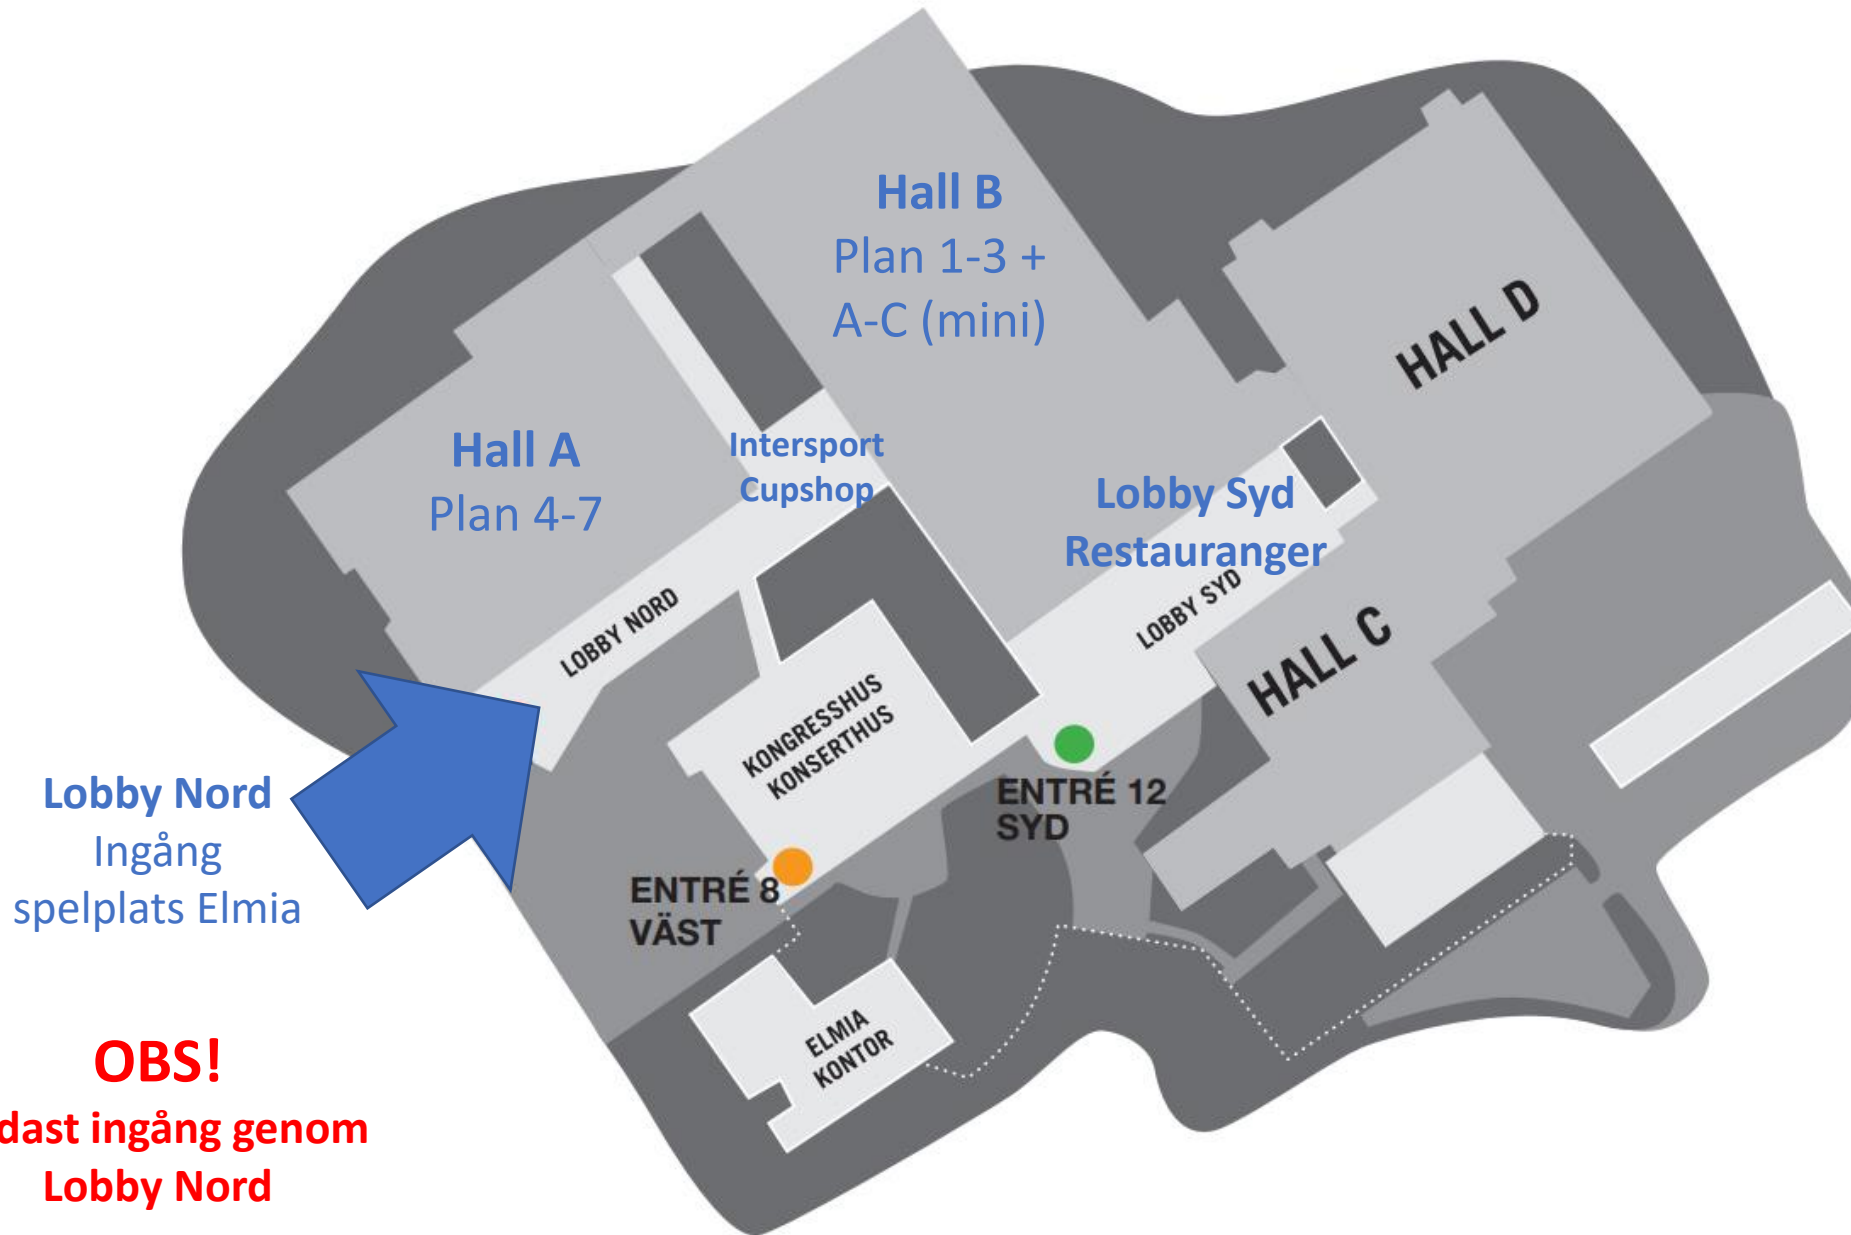 Hall B
Plan 1-3 +
A-C (mini)
HALL D
Hall A
Plan 4-7
Intersport
Cupshop
Lobby Syd
Restauranger
LOBBY NORD
LOBBY SYD
HALL C
KONGRESSHUS
KONSERTHUS
Lobby Nord
Ingång
spelplats Elmia
ENTRÉ 12
SYD
ENTRÉ 8
VÄST
ELMIA
KONTOR
OBS!
dast ingång genom
Lobby Nord